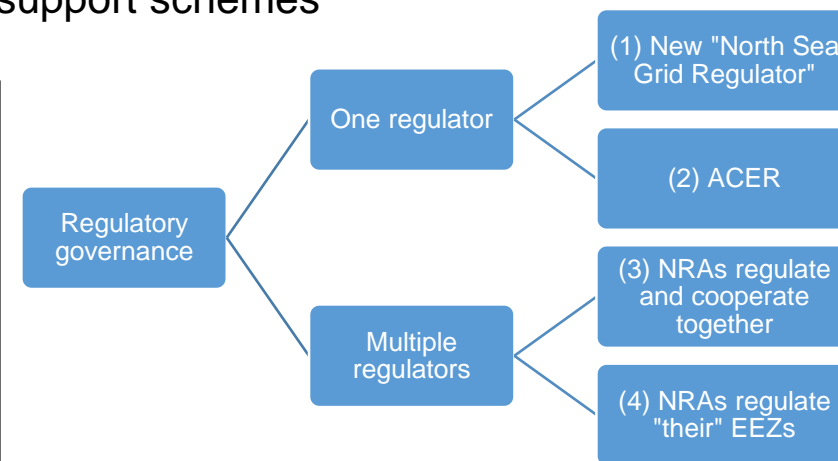 support schemes
(1) New "North Sea
Grid Regulator"
One regulator
(2) ACER
Regulatory
governance
(3) NRAs regulate
and cooperate
together
Multiple
regulators
(4) NRAs regulate
"their" EEZs